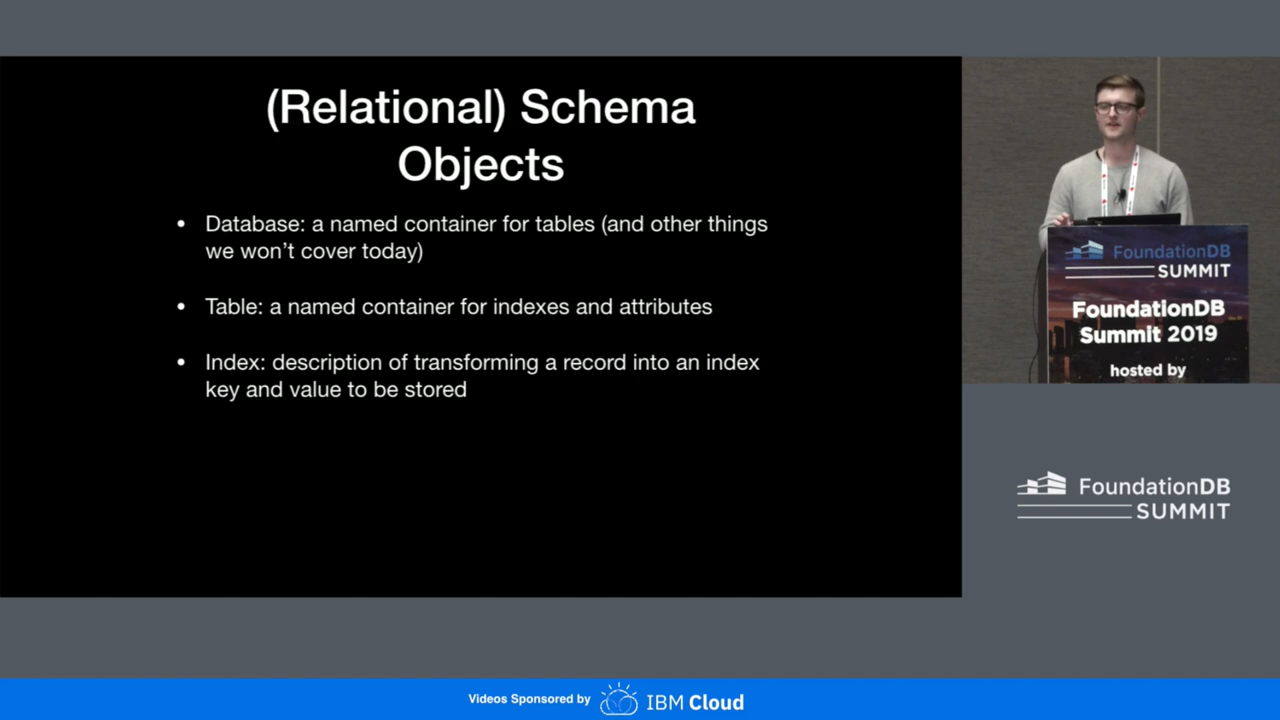 (Relational) Schema
Objects
• Database: a named container for tables (and other things
we won't cover today)
• Table: a named container for indexes and attributes
• Index: description of transforming a record into an index
key and value to be stored
FoundationDB
SUMMIT
FoundationDB
Summit 2019
hosted by
FoundationDB
SUMMIT
Videos Sponsored by IBM Cloud